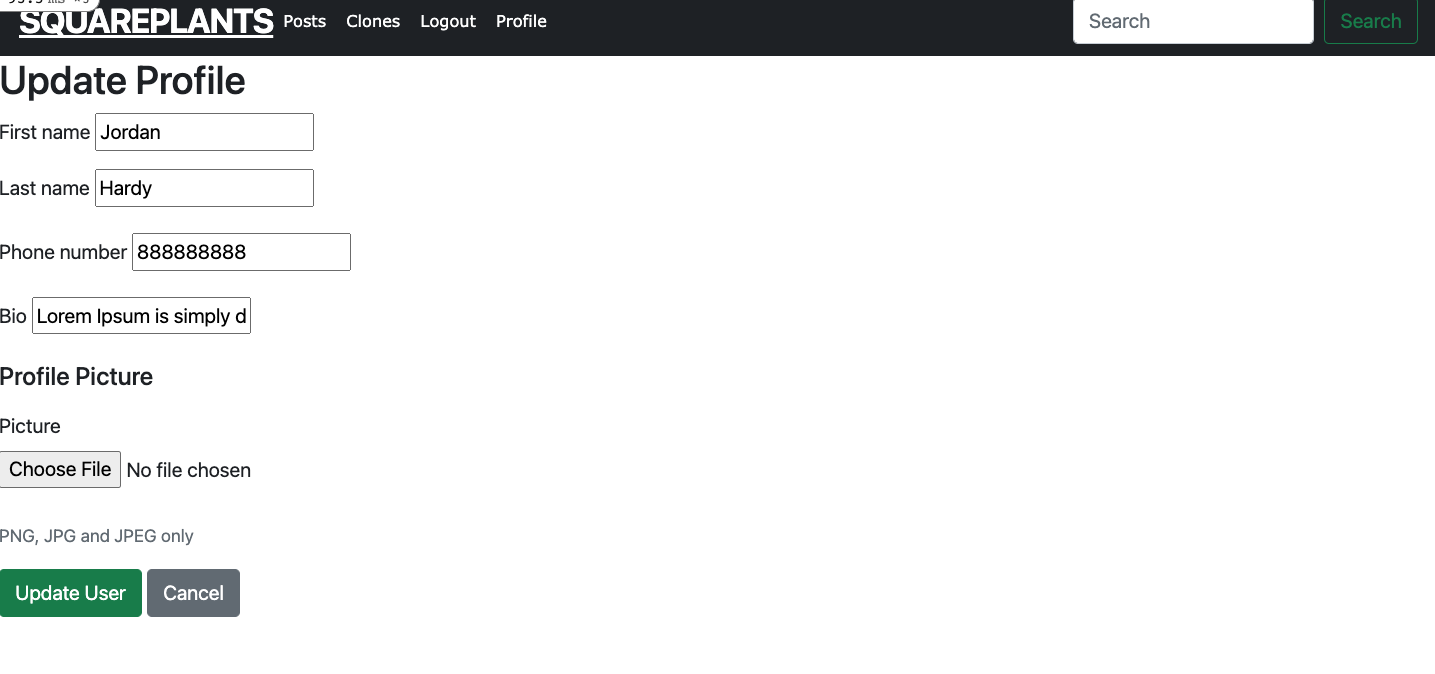 SQUAREPLANTS Posts Clones Logout Profile Search Search
Update Profile
First name Jordan
Last name Hardy
Phone number 888888888
Bio Lorem Ipsum is simply d
Profile Picture
Picture
Choose File No file chosen
PNG, JPG and JPEG only
Update User Cancel